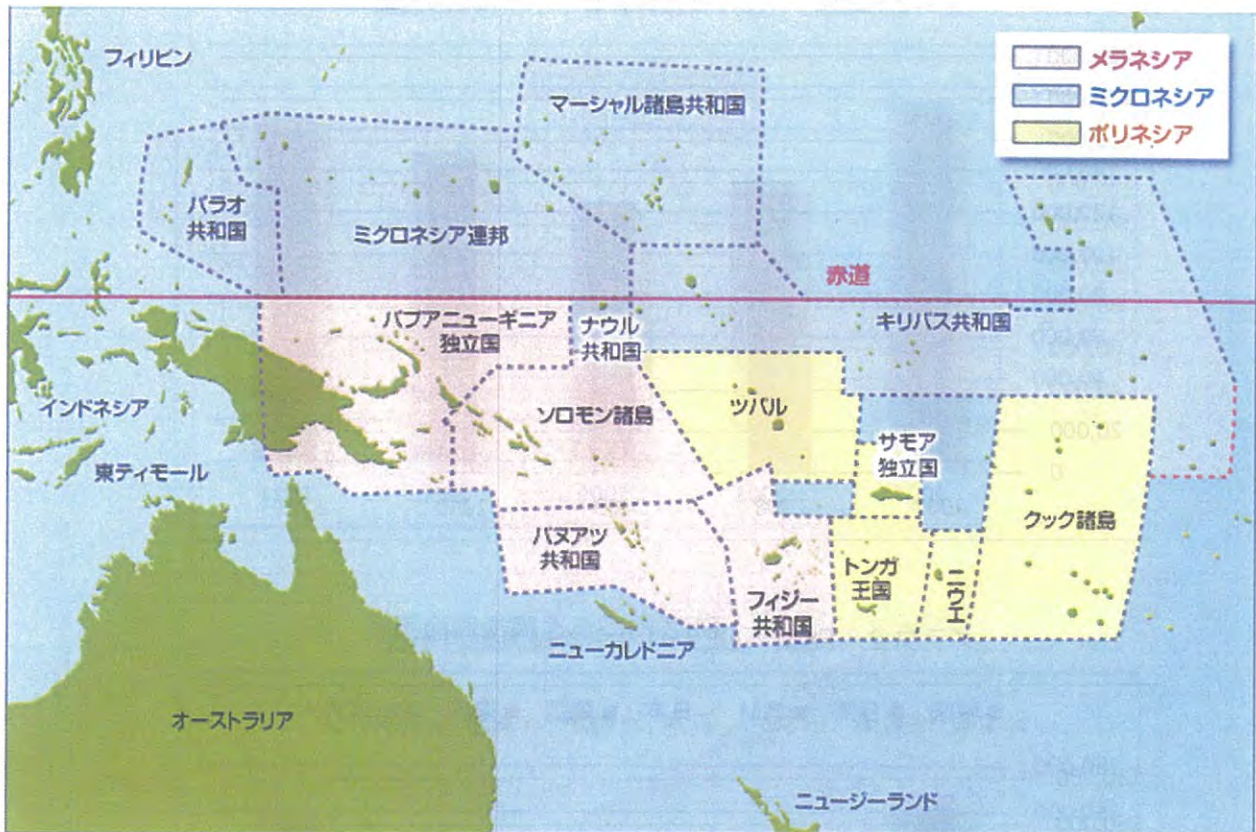 フィリピン
メラネシア
ミクロネシア
ポリネシア
マーシャル諸島共和国
パラオ
共和国
ミクロネシア連邦
赤道
パプアニューギニア
独立国
ナウル
共和国
キリバス共和国
インドネシア
ソロモン諸島
ツバル
サモア
独立国
東ティモール
20,000
0
クック諸島
バヌアツ
共和国
トンガ
王国
ニウエ
フィジー
共和国
ニューカレドニア
オーストラリア
ニュージーランド